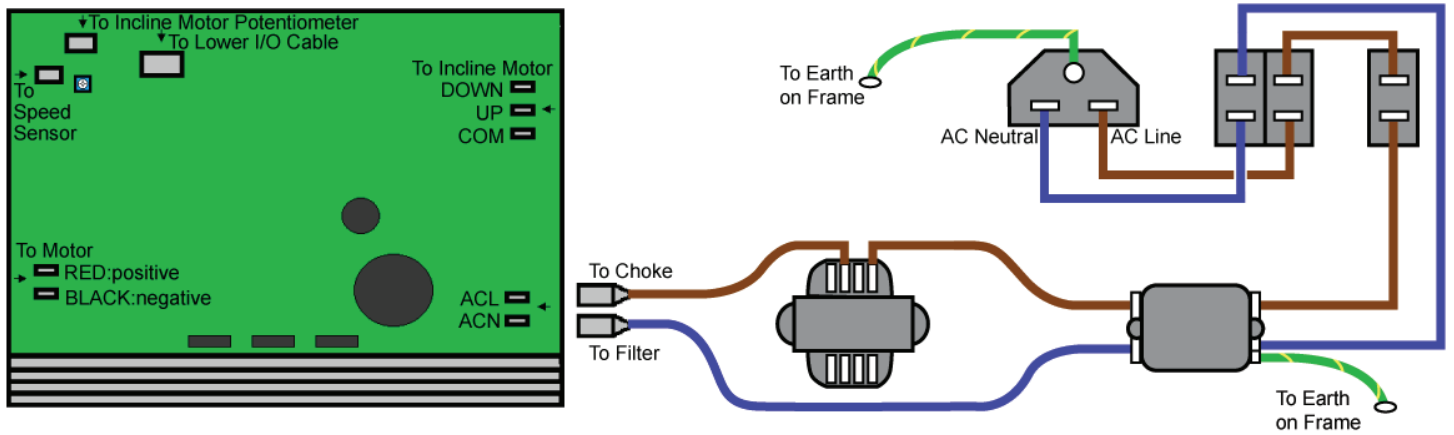 To Incline Motor Potentiometer
To Lower I/O Cable
To
Speed
Sensor
To Incline Motor
DOWN
UP
COM
To Motor
RED:positive
BLACK:negative
ACL
ACN
To Earth
on Frame
AC Neutral
AC Line
To Choke
To Filter
To Earth
on Frame